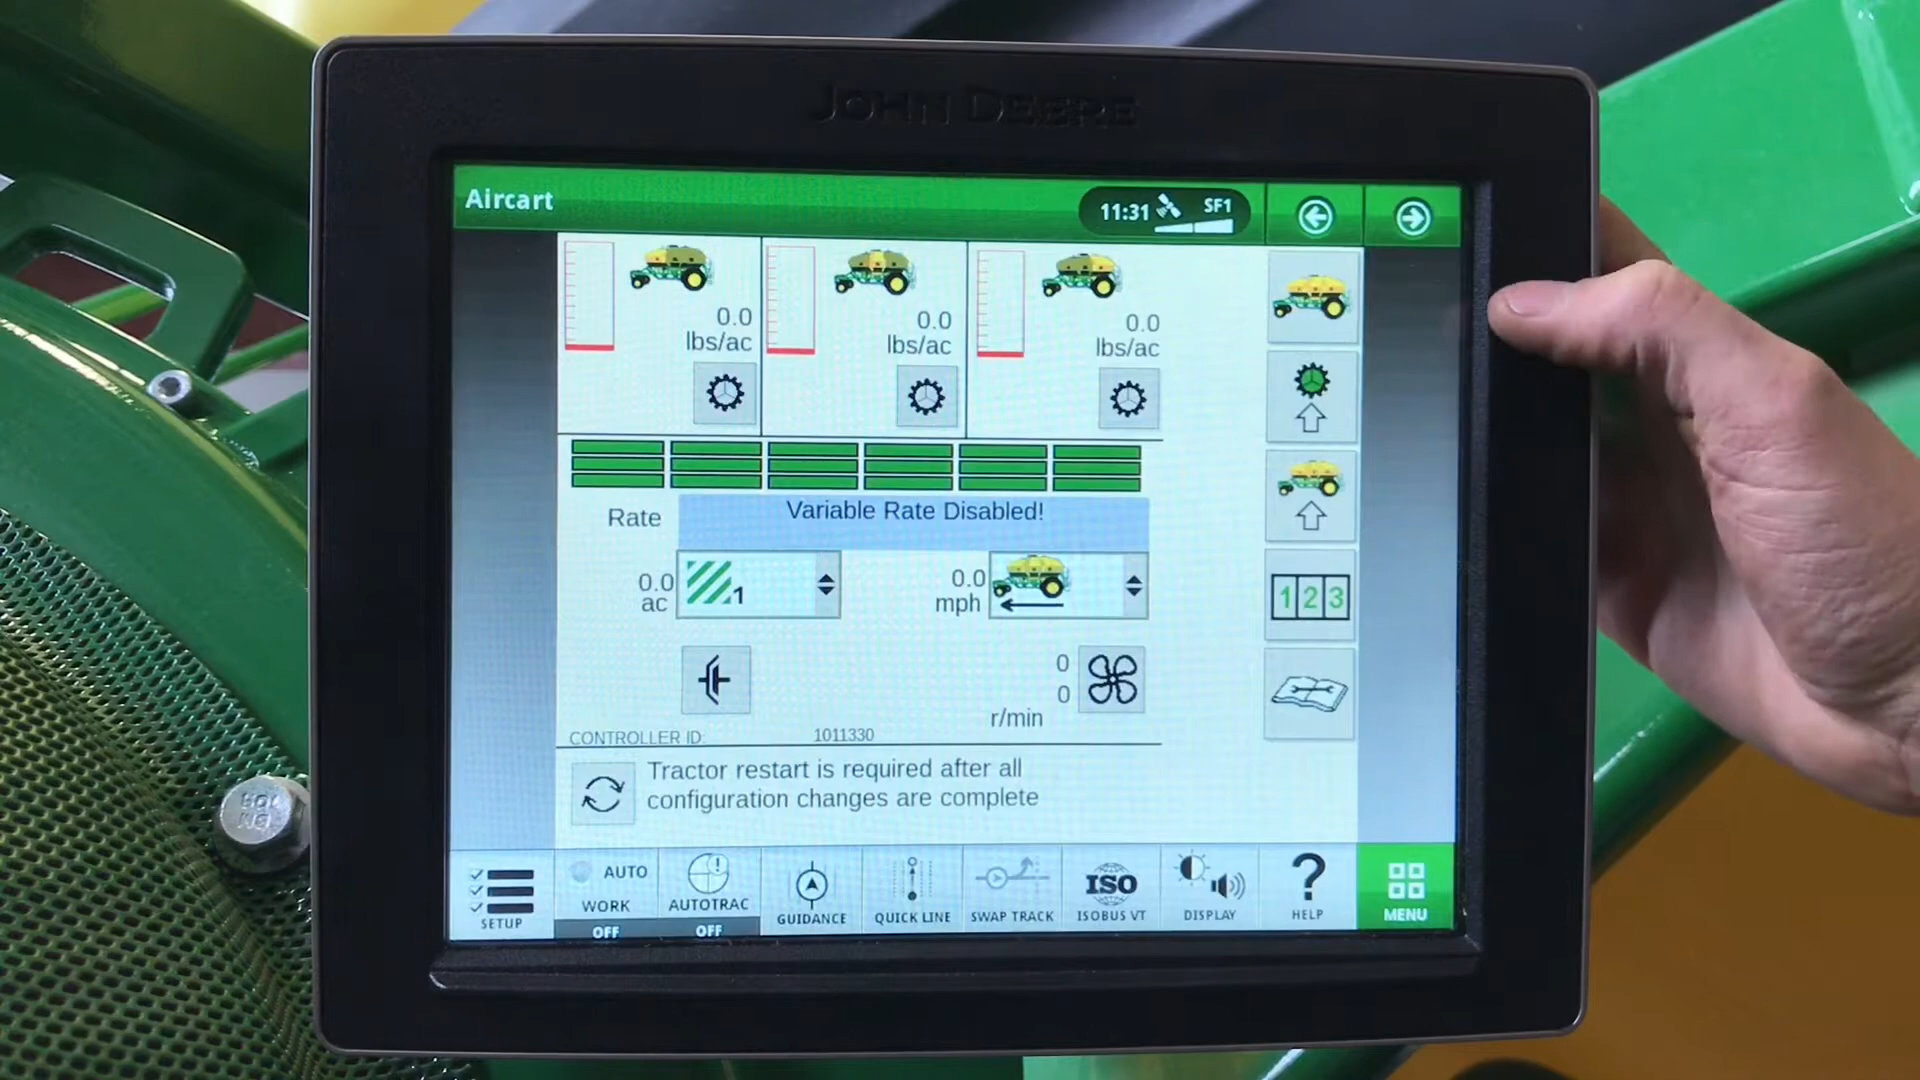 JOHN DEERE
Aircart
11:31 SF1
0.0
lbs/ac
0.0
lbs/ac
0.0
lbs/ac
Rate
Variable Rate Disabled!
0.0
ac
1
0.0
mph
1 2 3
0
0
r/min
CONTROLLER ID: 1011330
Tractor restart is required after all
configuration changes are complete
SETUP
AUTO
WORK
OFF
AUTOTRAC
OFF
GUIDANCE
QUICK LINE
SWAP TRACK
ISO
ISOBUS VT
DISPLAY
?
HELP
MENU